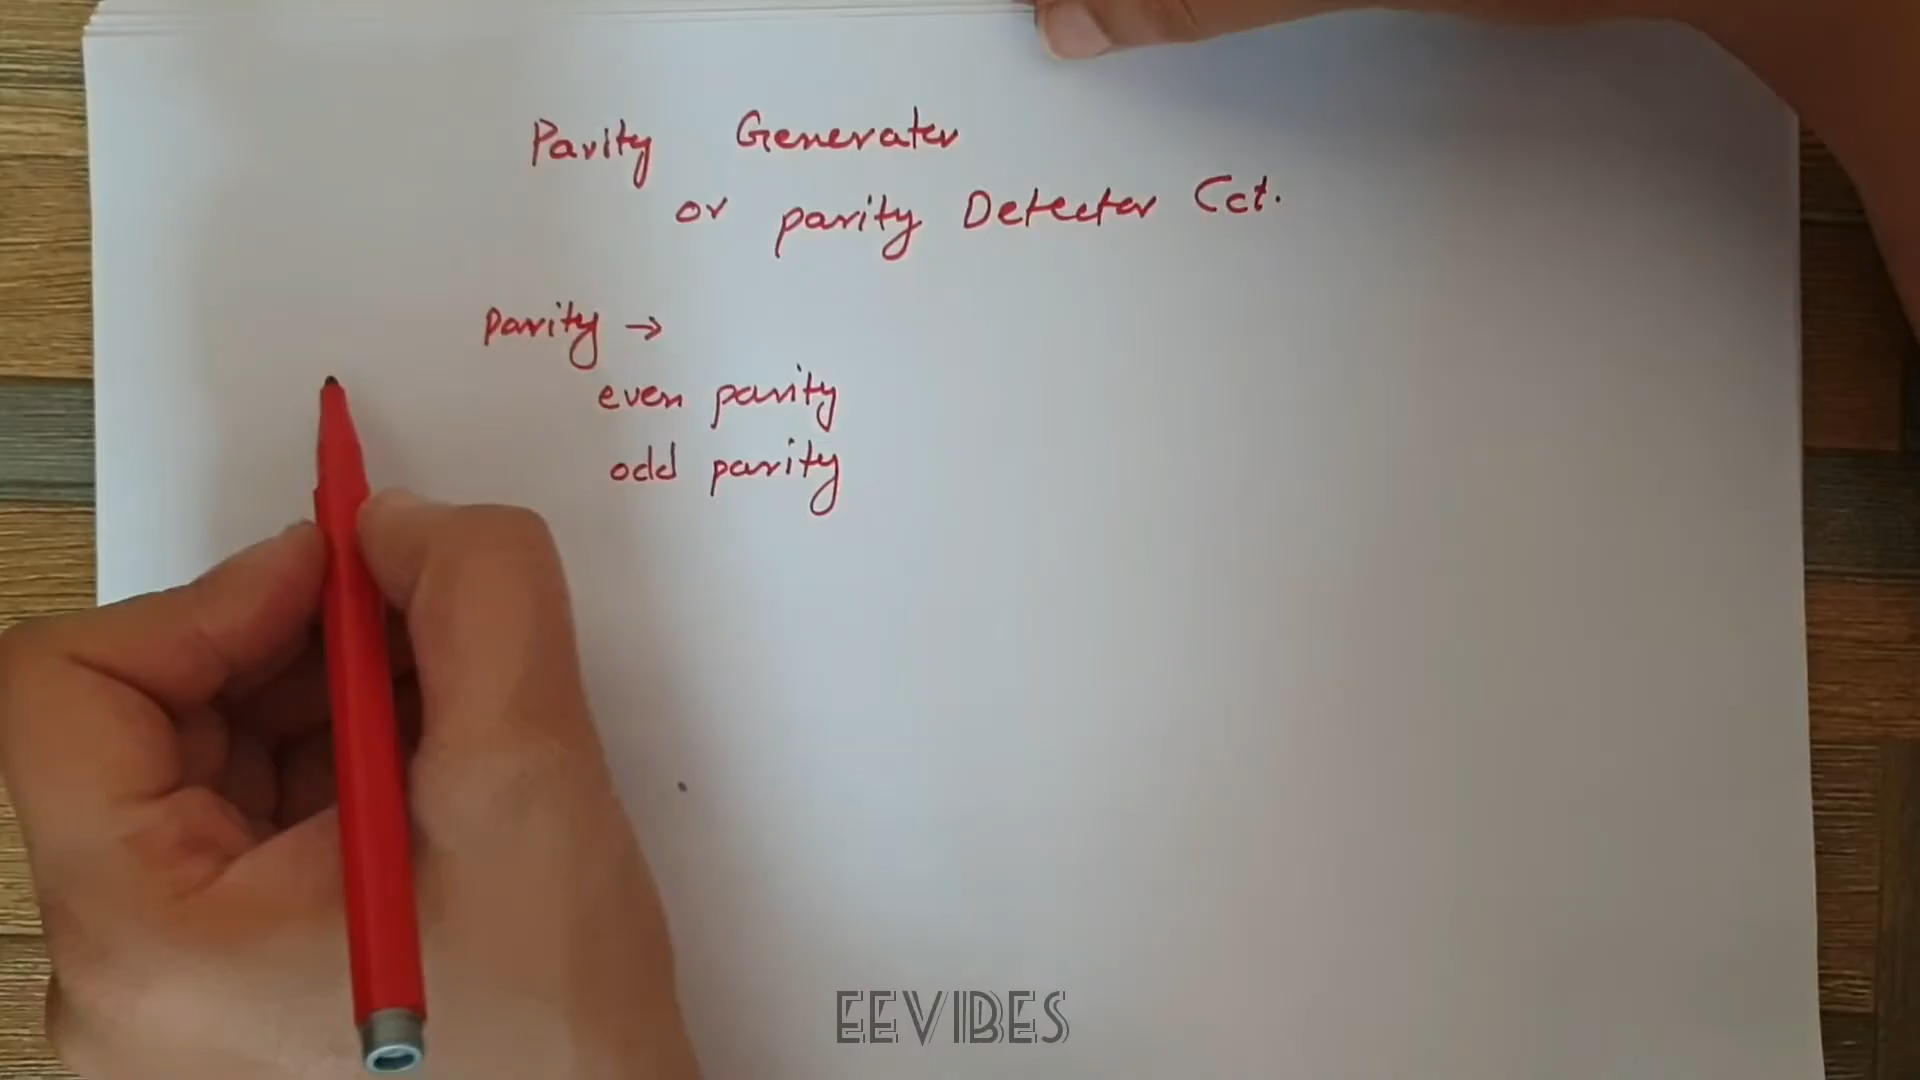 Parity Generater
or parity Detecter Cct.
parity →
even parity
odd parity
EEVIBES